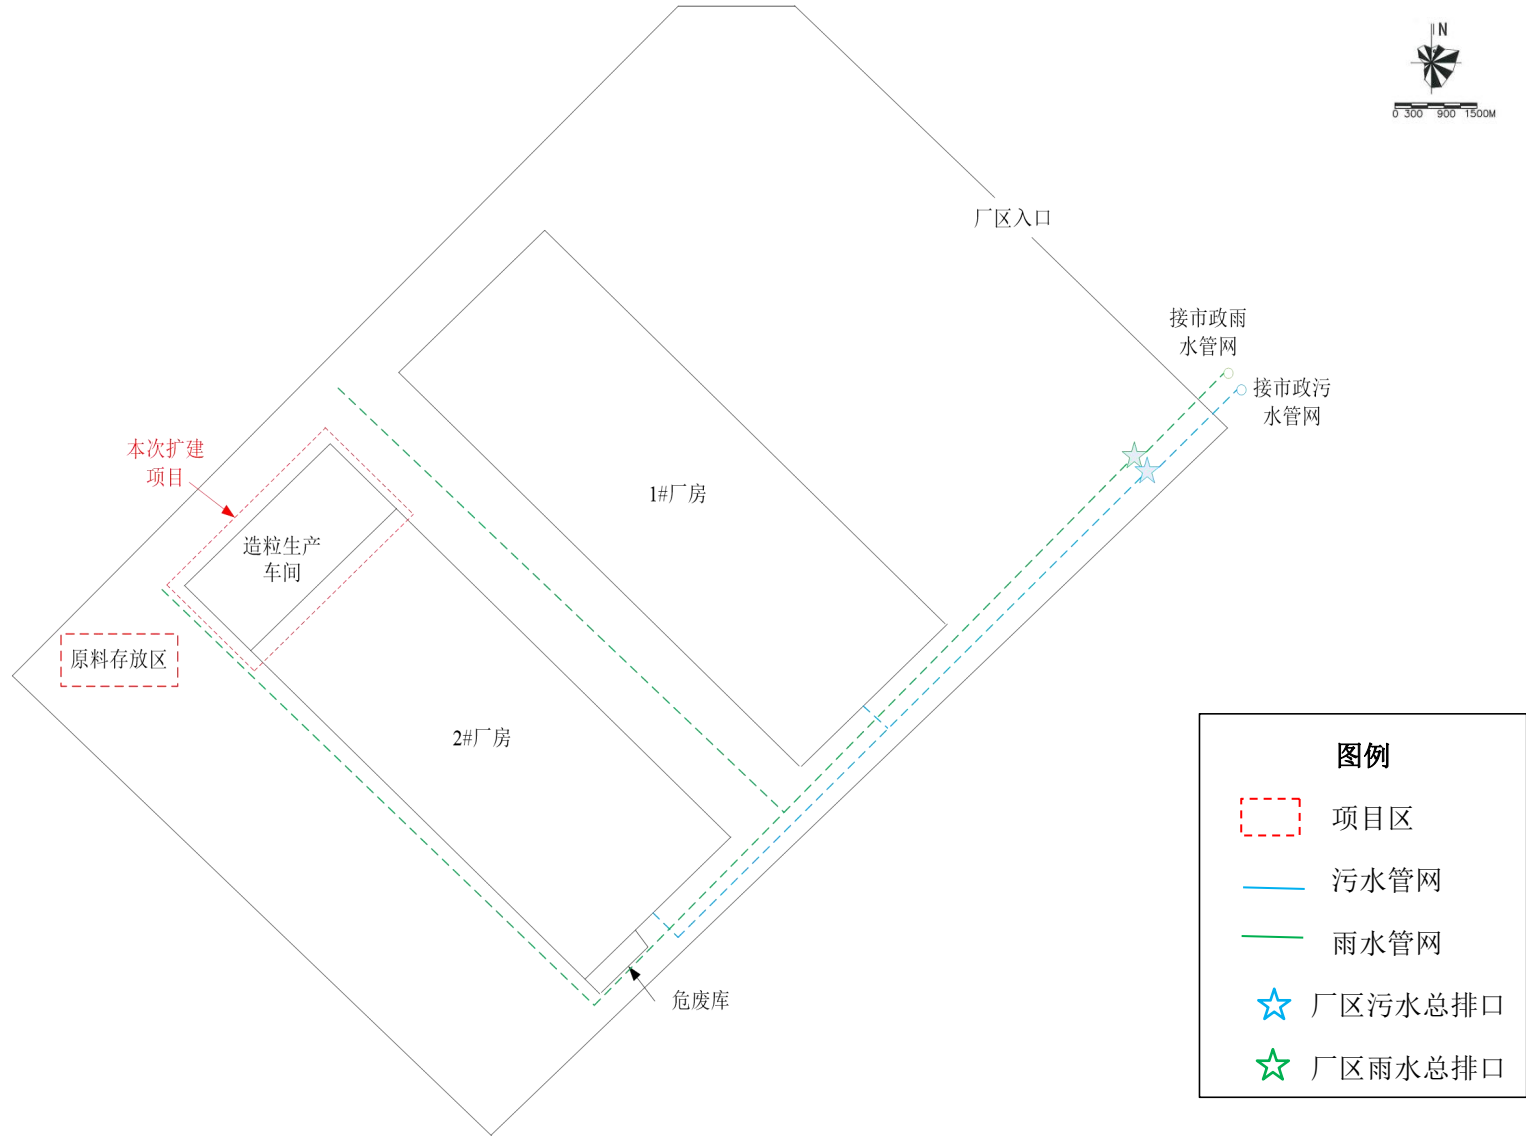 N
0 300 900 1500M
厂区入口
接市政雨
水管网
接市政污
水管网
本次扩建
项目
1#厂房
造粒生产
车间
原料存放区
2#厂房
危废库
图例
项目区
污水管网
雨水管网
厂区污水总排口
厂区雨水总排口